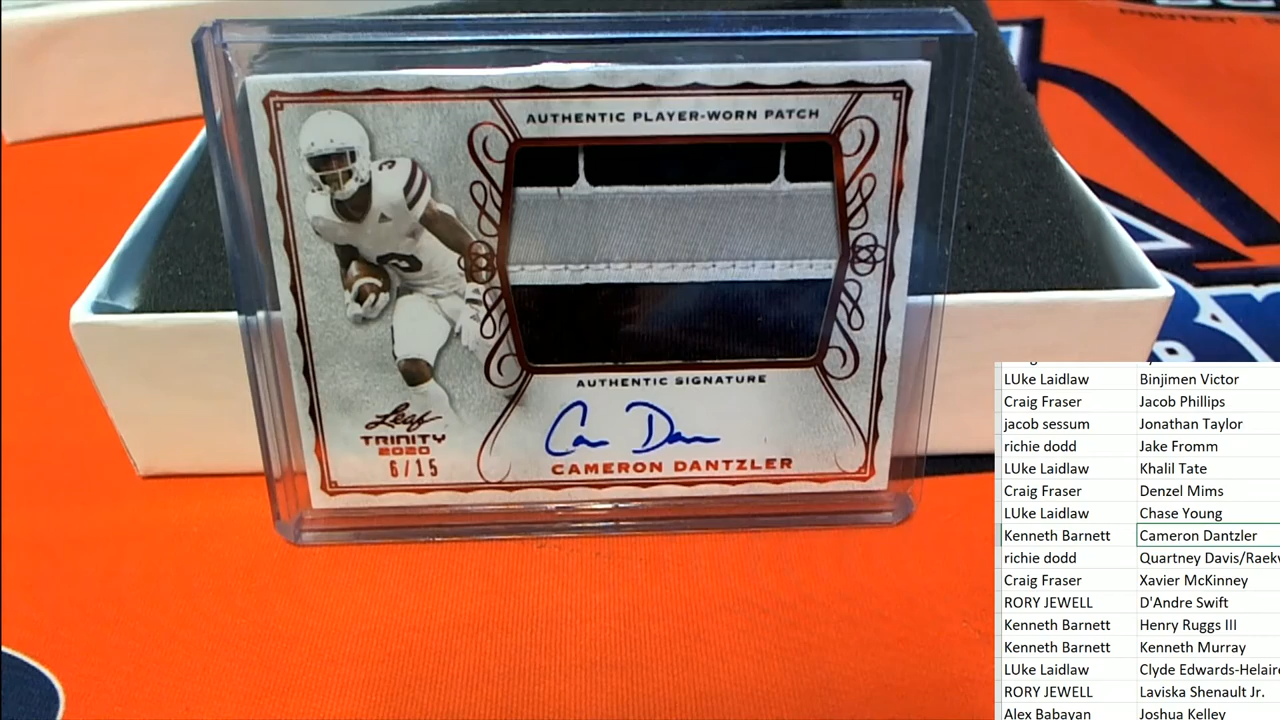 PROTECT
AUTHENTIC PLAYER-WORN PATCH
3
AUTHENTIC SIGNATURE
Leaf
TRINITY
2020
6/15
CAMERON DANTZLER
LUke Laidlaw Binjimen Victor
Craig Fraser Jacob Phillips
jacob sessum Jonathan Taylor
richie dodd Jake Fromm
LUke Laidlaw Khalil Tate
Craig Fraser Denzel Mims
LUke Laidlaw Chase Young
Kenneth Barnett Cameron Dantzler
richie dodd Quartney Davis/Raekw
Craig Fraser Xavier McKinney
RORY JEWELL D'Andre Swift
Kenneth Barnett Henry Ruggs III
Kenneth Barnett Kenneth Murray
LUke Laidlaw Clyde Edwards-Helaire
RORY JEWELL Laviska Shenault Jr.
Alex Babayan Joshua Kelley